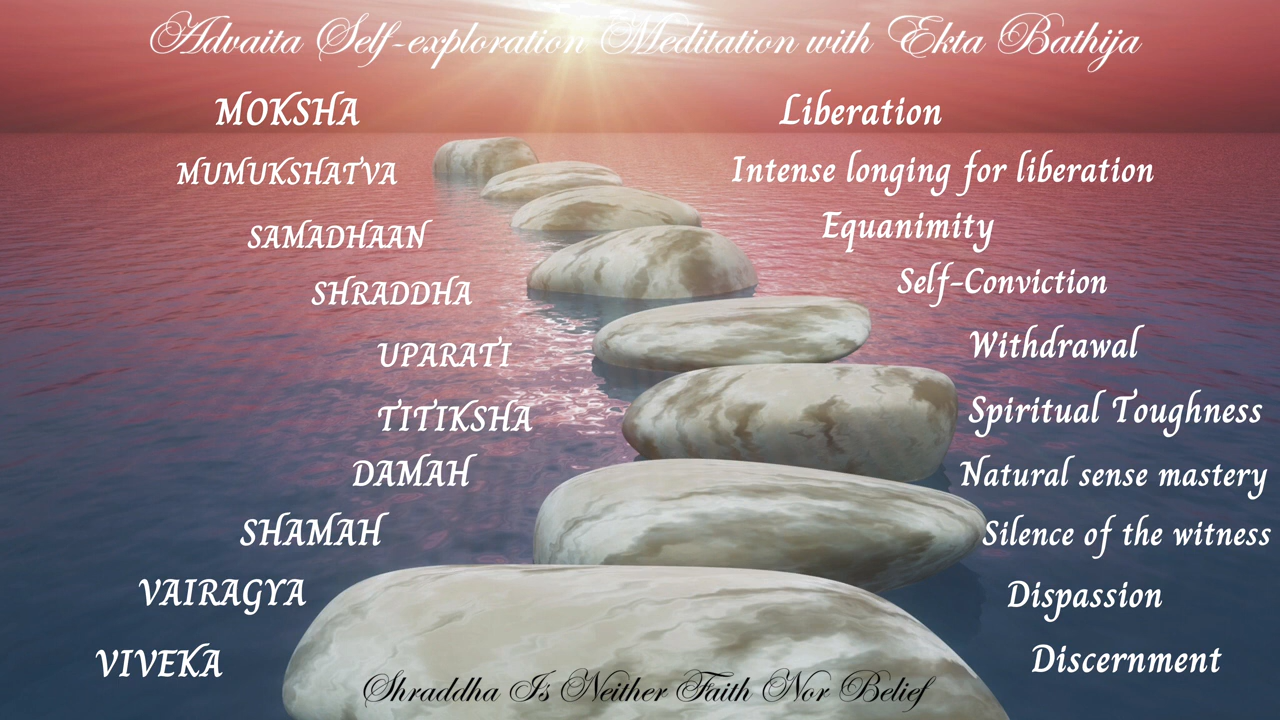 Advaita Self-exploration Meditation with Ekta Bathija
MOKSHA Liberation
MUMUKSHATVA Intense longing for liberation
SAMADHAAN Equanimity
SHRADDHA Self-Conviction
UPARATI Withdrawal
TITIKSHA Spiritual Toughness
DAMAH Natural sense mastery
SHAMAH Silence of the witness
VAIRAGYA Dispassion
VIVEKA Discernment
Shraddha Is Neither Faith Nor Belief